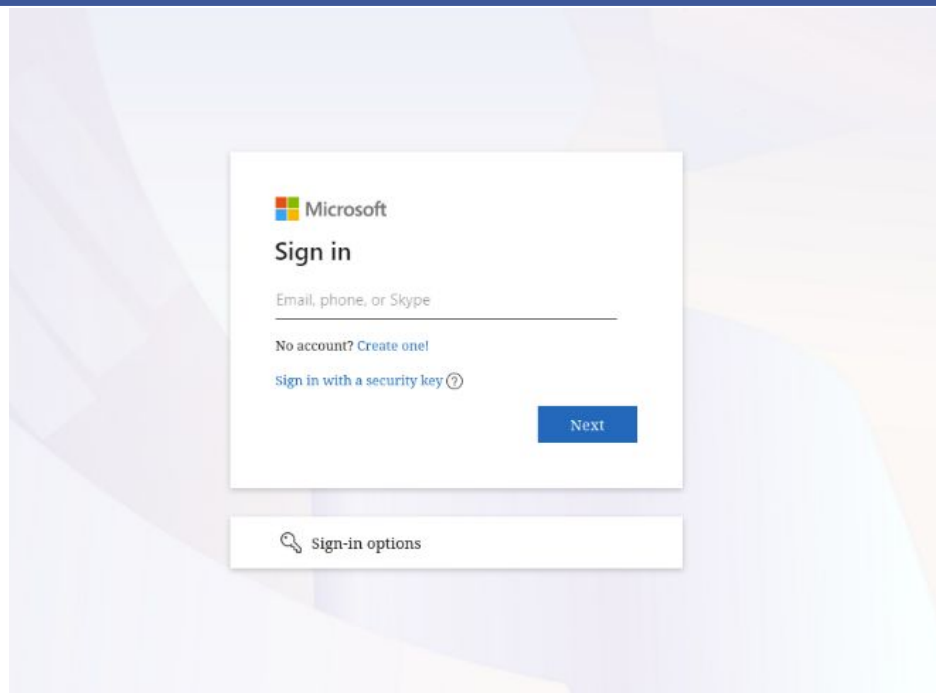 Microsoft
Sign in
Email, phone, or Skype
No account? Create one!
Sign in with a security key
Next
Sign-in options